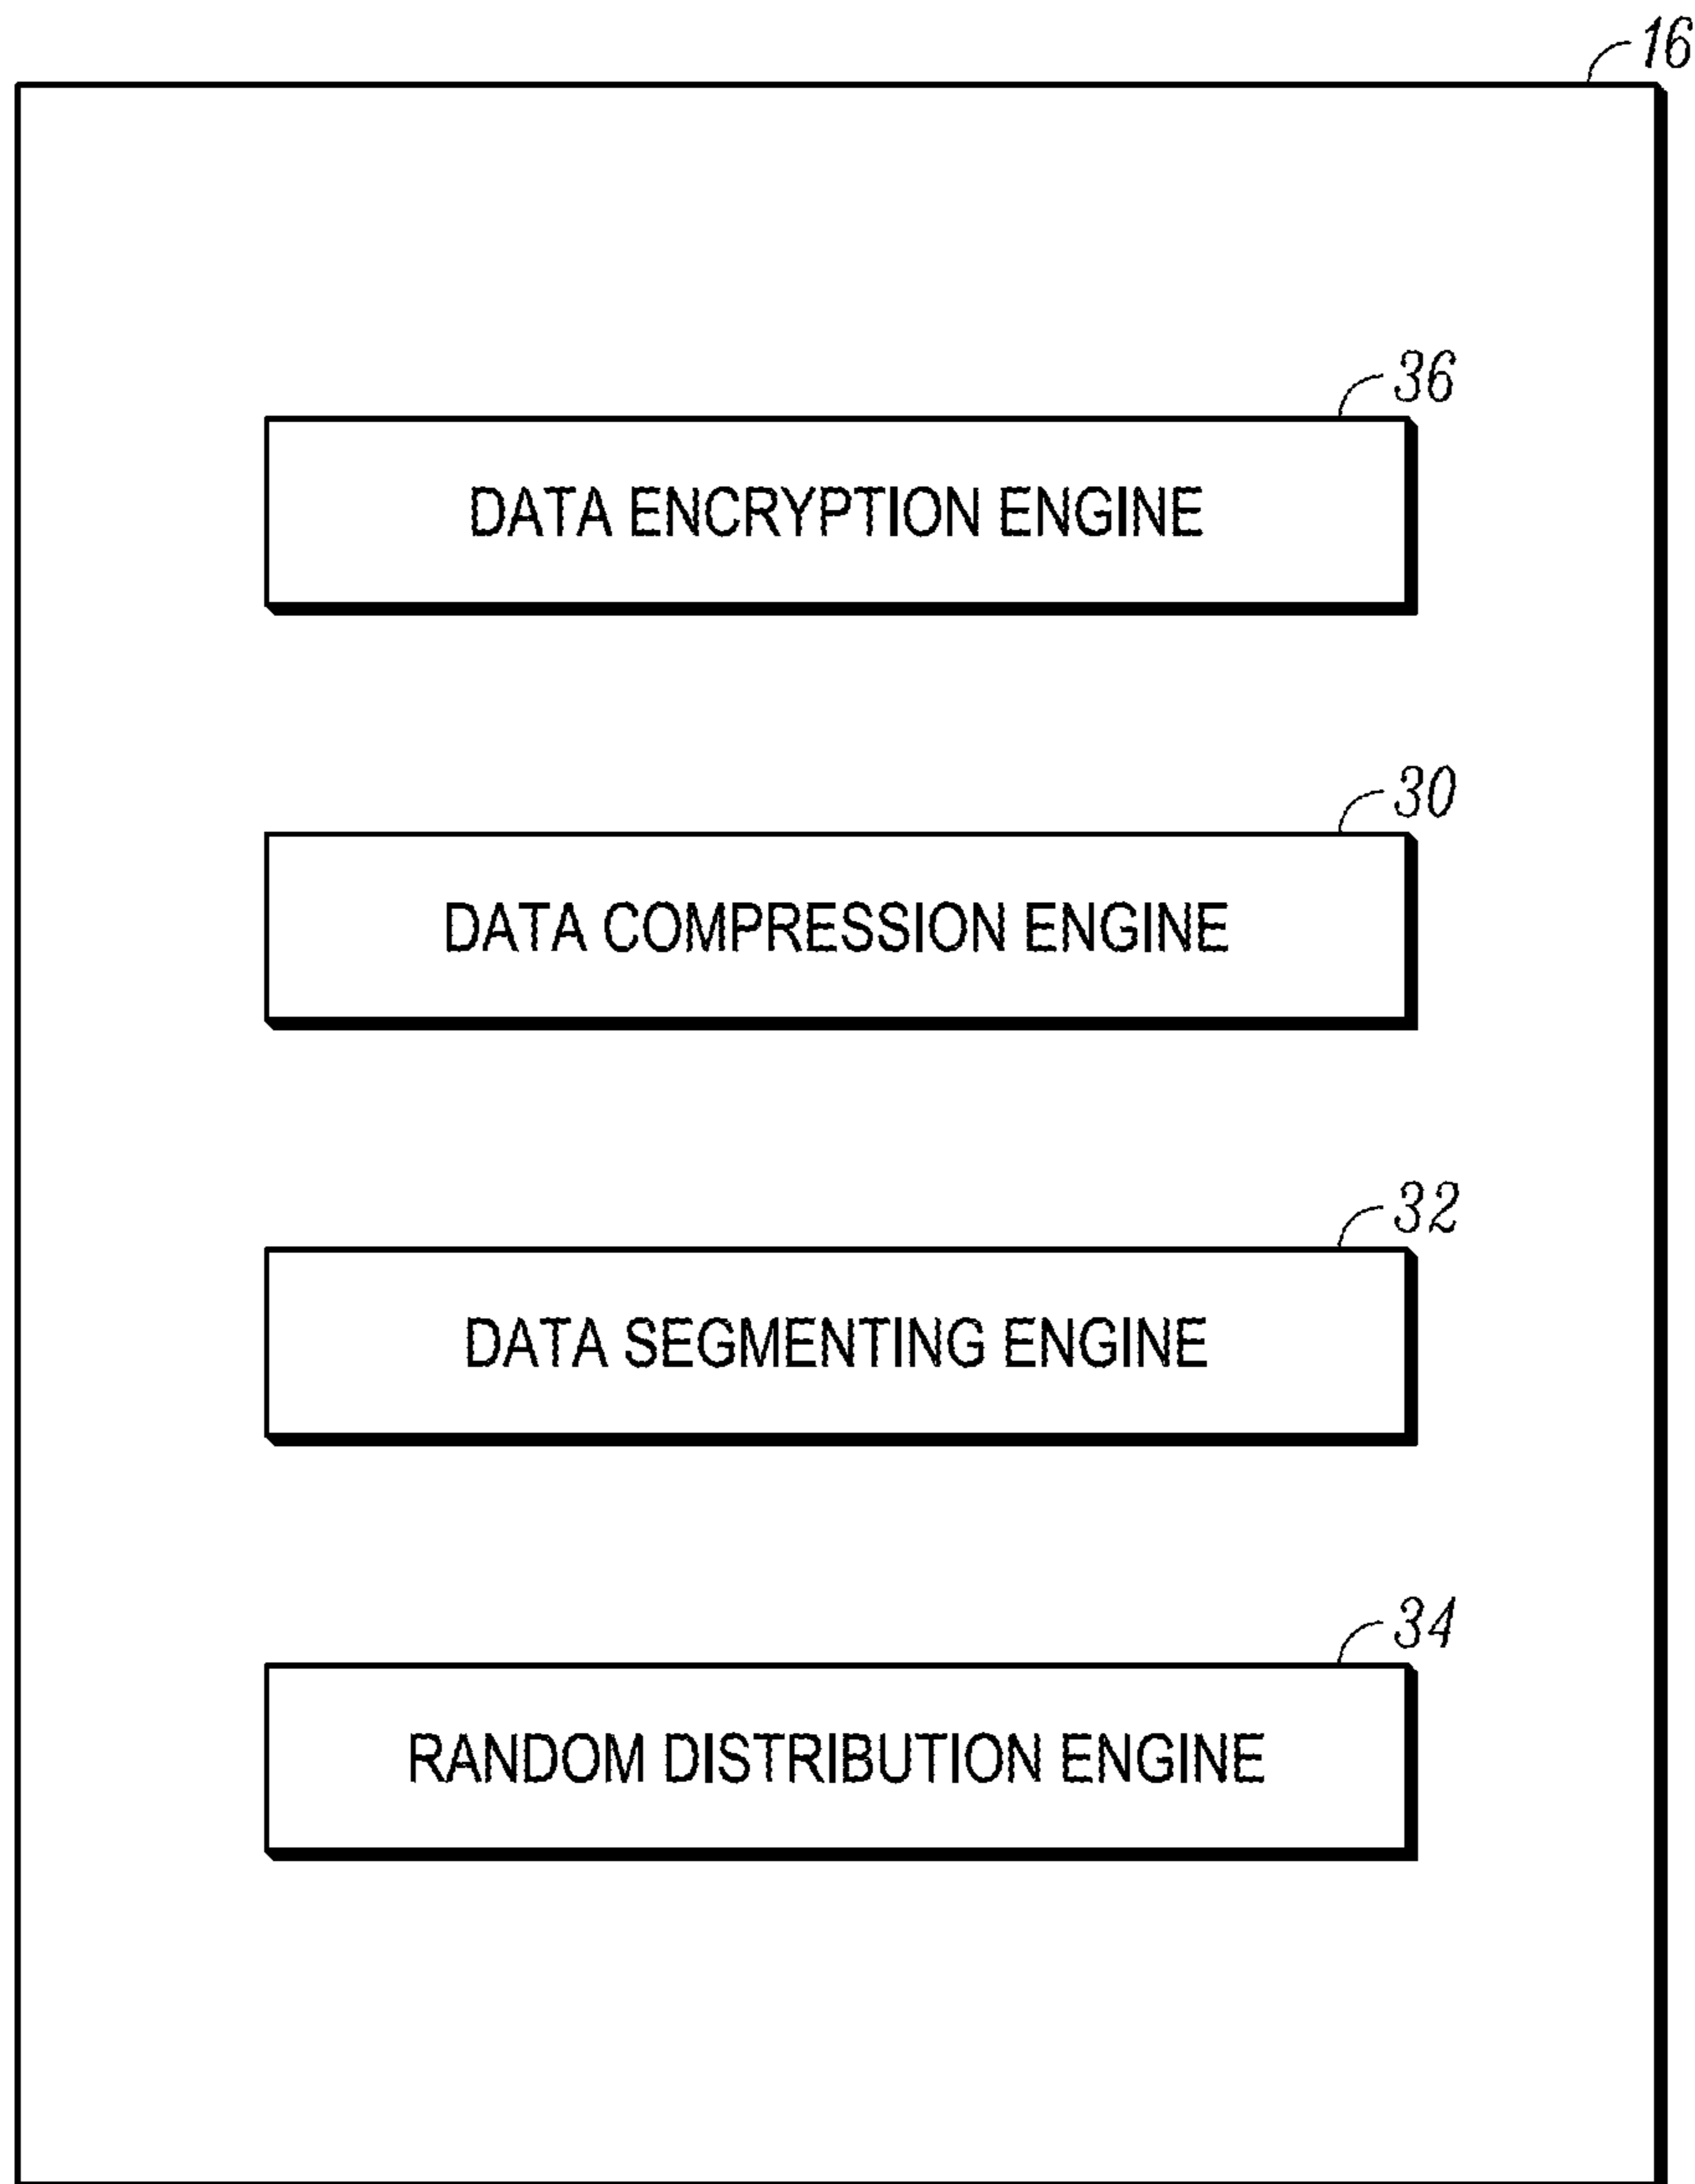 16
36
DATA ENCRYPTION ENGINE
30
DATA COMPRESSION ENGINE
32
DATA SEGMENTING ENGINE
34
RANDOM DISTRIBUTION ENGINE